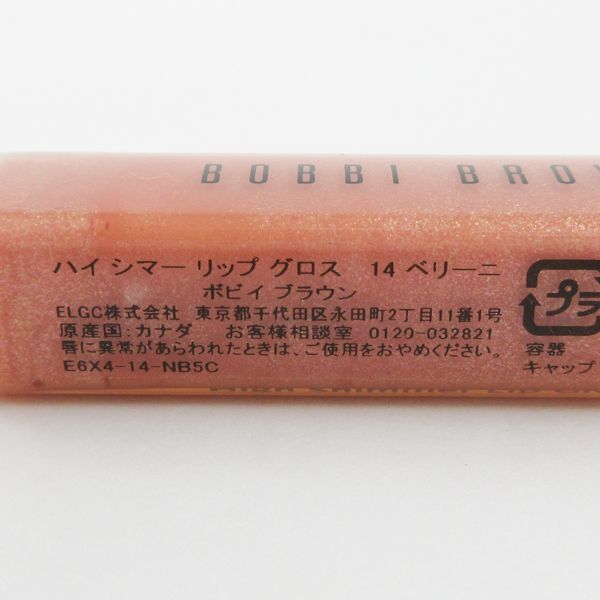 BOBBI BRO
ハイ シマー リップ グロス 14 ベリーニ
ボビイ ブラウン
ELGC株式会社 東京都千代田区永田町2丁目11番1号
原産国:カナダ お客様相談室 0120-032821
唇に異常があらわれたときは、ご使用をおやめください。
E6X4-14-NB5C
プラ
容器
キャップ